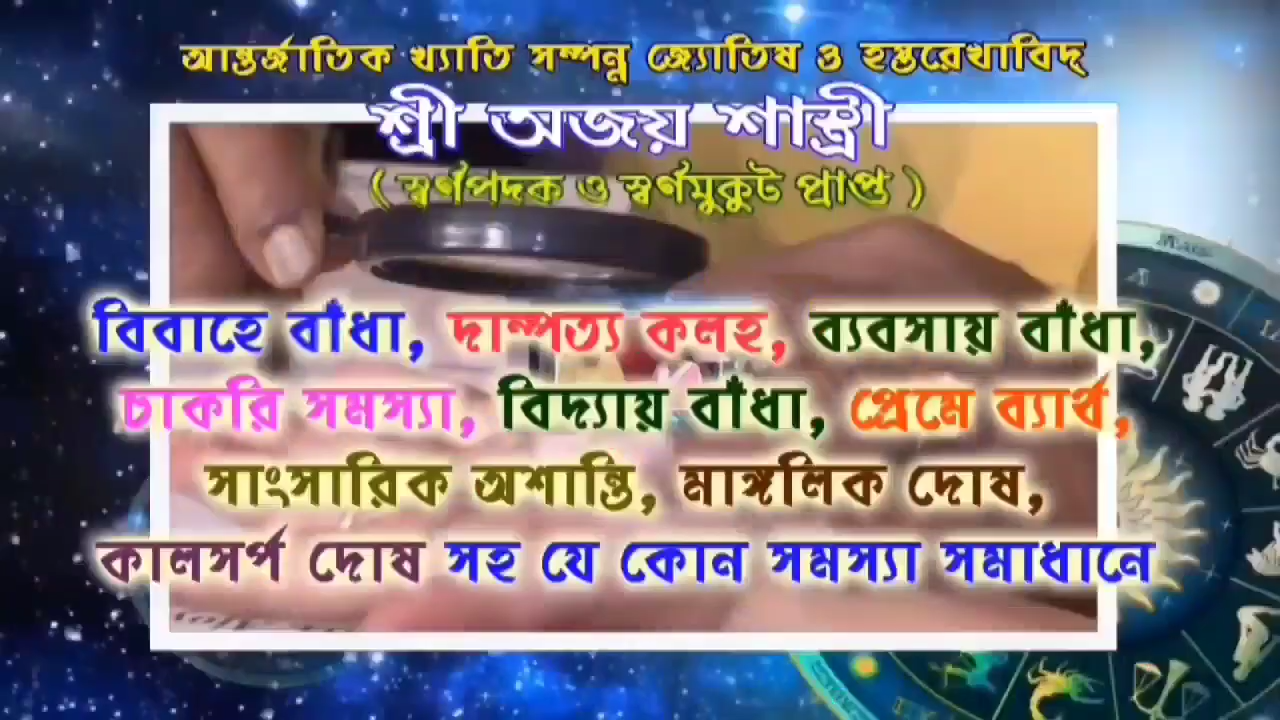 আন্তর্জাতিক খ্যাতি সম্পন্ন জ্যোতিষ ও হস্তরেখাবিদ্
শ্রী অজয় শাস্ত্রী
( স্বর্ণপদক ও স্বর্ণমুকুট প্রাপ্ত )
বিবাহে বাঁধা, দাম্পত্য কলহ, ব্যবসায় বাঁধা,
চাকরি সমস্যা, বিদ্যায় বাঁধা, প্রেমে ব্যার্থ,
সাংসারিক অশান্তি, মাঙ্গলিক দোষ,
কালসর্প দোষ সহ যে কোন সমস্যা সমাধানে